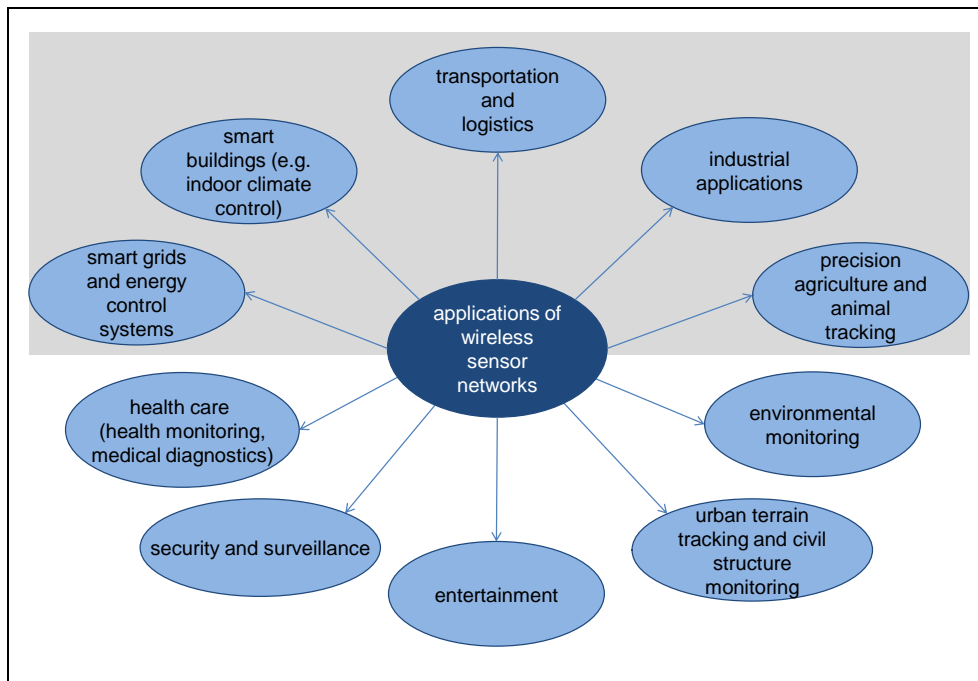 transportation
and
logistics
smart
buildings (e.g.
indoor climate
control)
industrial
applications
smart grids
and energy
control
systems
precision
agriculture and
animal
tracking
applications of
wireless
sensor
networks
health care
(health monitoring,
medical diagnostics)
environmental
monitoring
security and surveillance
urban terrain
tracking and civil
structure
monitoring
entertainment